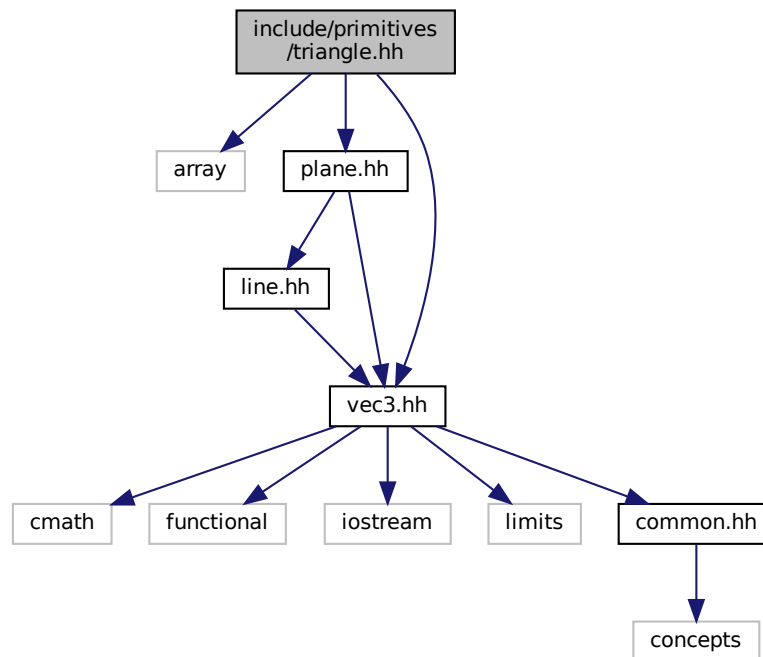 include/primitives
/triangle.hh
array
plane.hh
line.hh
vec3.hh
cmath
functional
iostream
limits
common.hh
concepts